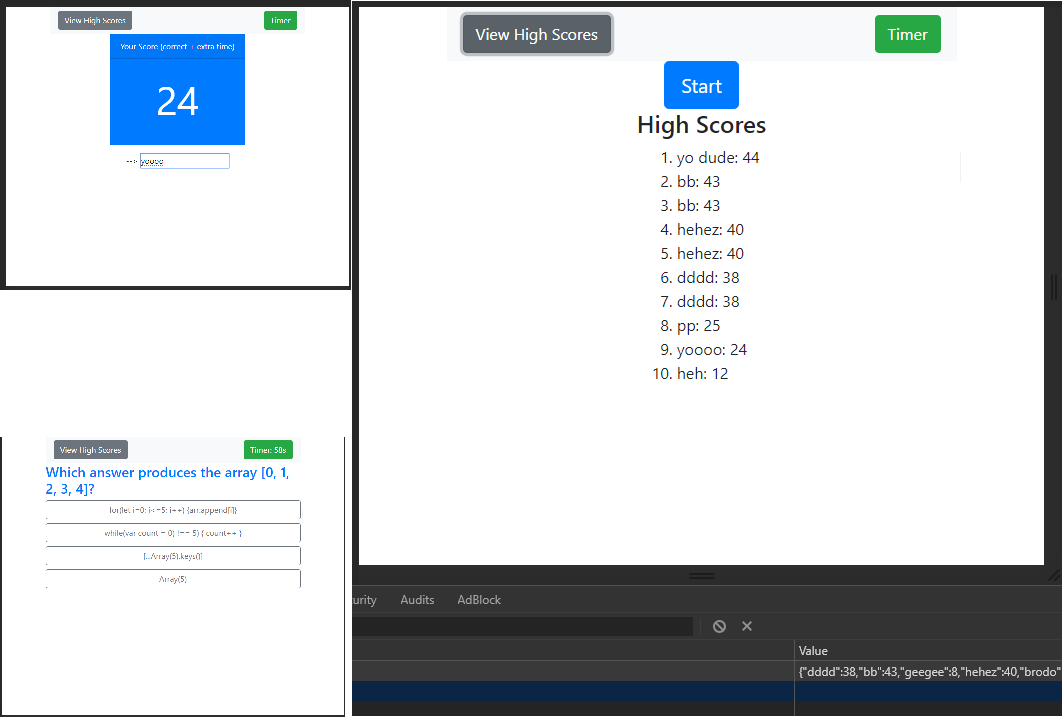 View High Scores
Timer
Your Score (correct + extra time)
24
--> yoooo
View High Scores
Timer: 58s
Which answer produces the array [0, 1,
2, 3, 4]?
for(let i=0; i<=5; i++) {arr.append[i]}
while(var count = 0) !== 5) { count++ }
[...Array(5).keys()]
Array(5)
View High Scores
Timer
Start
High Scores
1. yo dude: 44
2. bb: 43
3. bb: 43
4. hehez: 40
5. hehez: 40
6. dddd: 38
7. dddd: 38
8. pp: 25
9. yoooo: 24
10. heh: 12
urity Audits AdBlock
Value
{"dddd":38,"bb":43,"geegee":8,"hehez":40,"brodo"